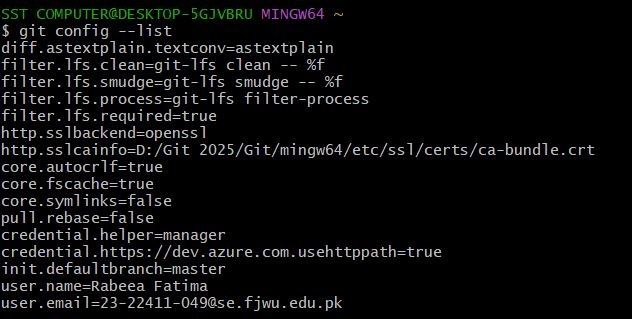 SST COMPUTER@DESKTOP-5GJVBRU MINGW64 ~
$ git config --list
diff.astextplain.textconv=astextplain
filter.lfs.clean=git-lfs clean -- %f
filter.lfs.smudge=git-lfs smudge -- %f
filter.lfs.process=git-lfs filter-process
filter.lfs.required=true
http.sslbackend=openssl
http.sslcainfo=D:/Git 2025/Git/mingw64/etc/ssl/certs/ca-bundle.crt
core.autocrlf=true
core.fscache=true
core.symlinks=false
pull.rebase=false
credential.helper=manager
credential.https://dev.azure.com.usehttppath=true
init.defaultbranch=master
user.name=Rabeea Fatima
user.email=23-22411-049@se.fjwu.edu.pk